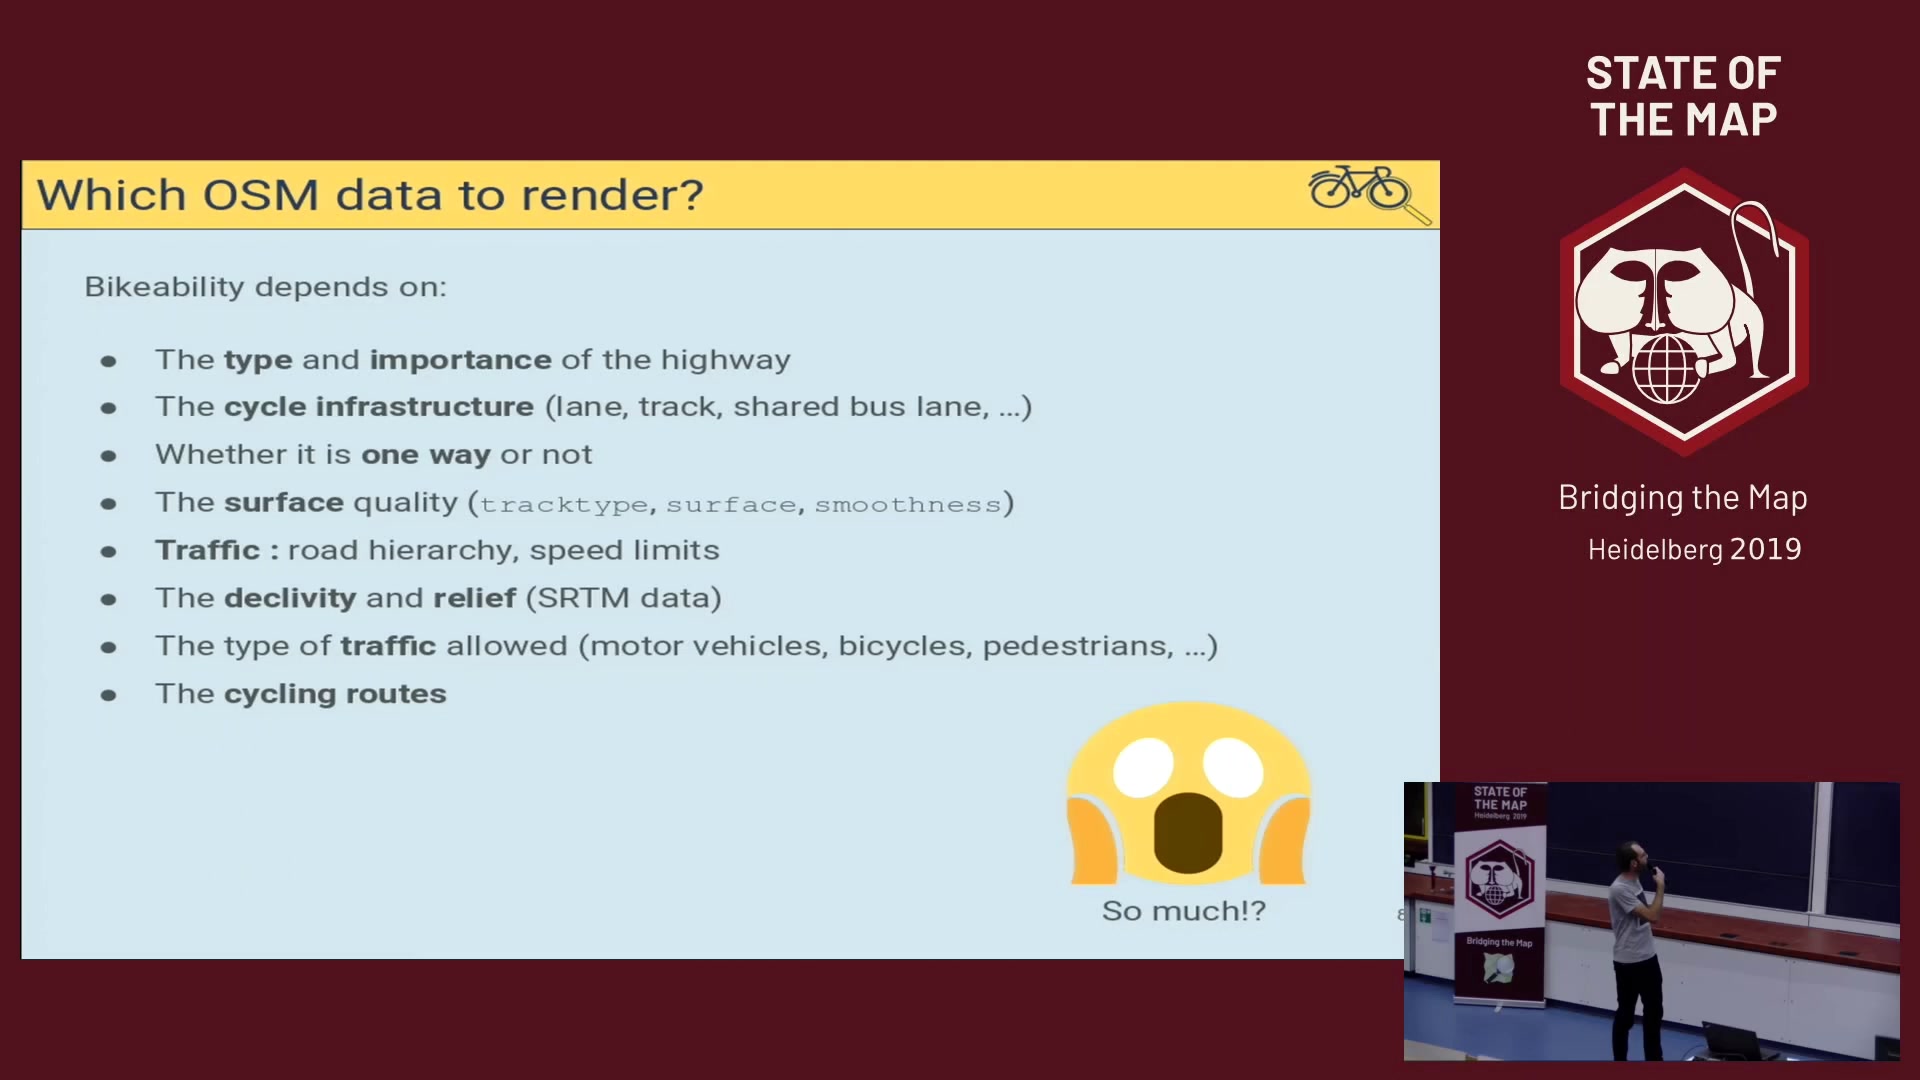 Which OSM data to render?
Bikeability depends on:
● The type and importance of the highway
● The cycle infrastructure (lane, track, shared bus lane, ...)
● Whether it is one way or not
● The surface quality (tracktype, surface, smoothness)
● Traffic : road hierarchy, speed limits
● The declivity and relief (SRTM data)
● The type of traffic allowed (motor vehicles, bicycles, pedestrians, ...)
● The cycling routes
So much!?
STATE OF
THE MAP
Bridging the Map
Heidelberg 2019
STATE OF
THE MAP
Heidelberg 2019
Bridging the Map